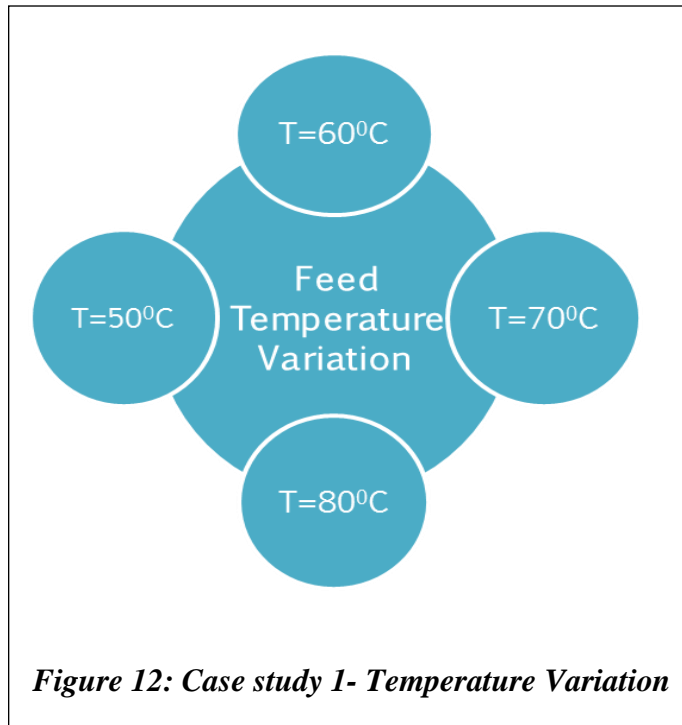 T=60⁰C
T=50⁰C
Feed
Temperature
Variation
T=70⁰C
T=80⁰C
Figure 12: Case study 1- Temperature Variation